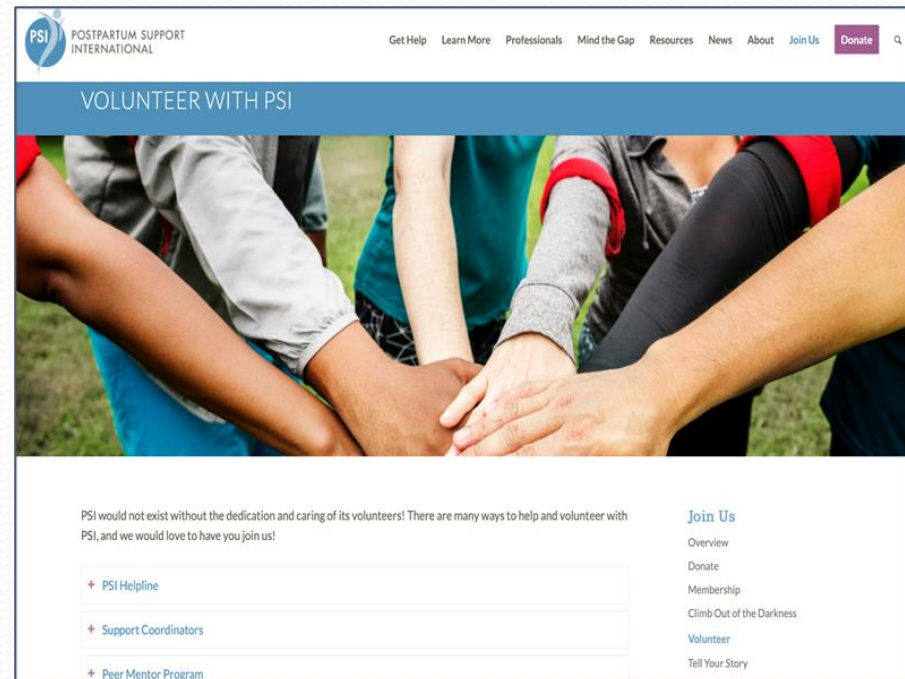 PSI
POSTPARTUM SUPPORT
INTERNATIONAL
Get Help Learn More Professionals Mind the Gap Resources News About Join Us Donate
VOLUNTEER WITH PSI
PSI would not exist without the dedication and caring of its volunteers! There are many ways to help and volunteer with
PSI, and we would love to have you join us!
+ PSI Helpline
+ Support Coordinators
+ Peer Mentor Program
Join Us
Overview
Donate
Membership
Climb Out of the Darkness
Volunteer
Tell Your Story